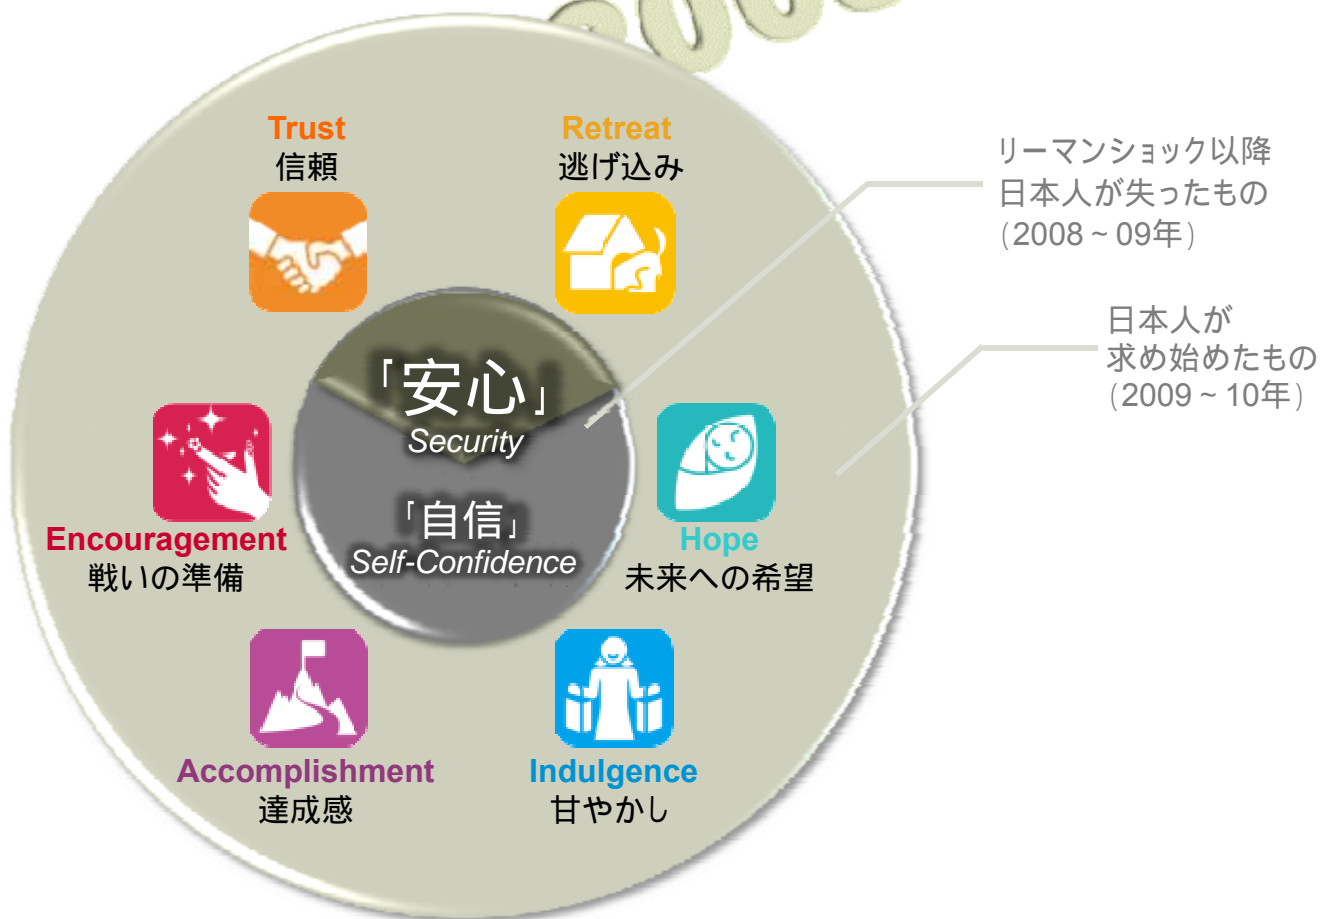 Trust
信頼
Retreat
逃げ込み
リーマンショック以降
日本人が失ったもの
(2008~09年)
日本人が
求め始めたもの
(2009~10年)
「安心」
Security
「自信」
Self-Confidence
Encouragement
戦いの準備
Hope
未来への希望
Accomplishment
達成感
Indulgence
甘やかし